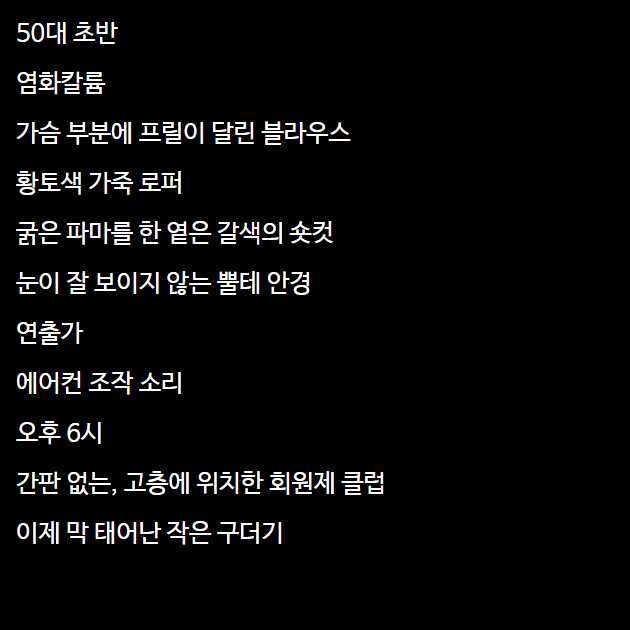 50대 초반
염화칼륨
가슴 부분에 프릴이 달린 블라우스
황토색 가죽 로퍼
굵은 파마를 한 옅은 갈색의 숏컷
눈이 잘 보이지 않는 뿔테 안경
연출가
에어컨 조작 소리
오후 6시
간판 없는, 고층에 위치한 회원제 클럽
이제 막 태어난 작은 구더기